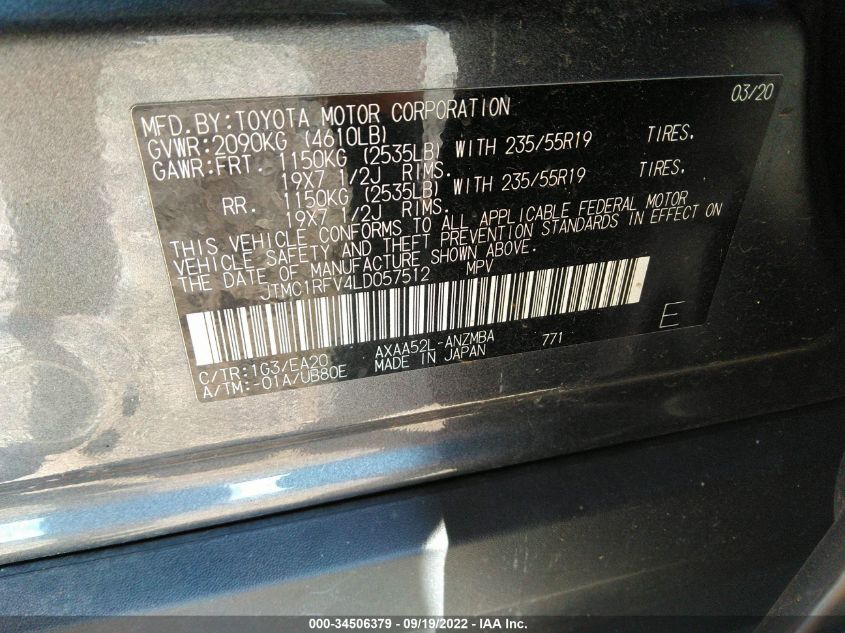 03/20
MFD.BY:TOYOTA MOTOR CORPORATION
GVWR:2090KG (4610LB)
GAWR:FRT. 1150KG (2535LB) WITH 235/55R19 TIRES.
19X7 1/2J RIMS.
RR. 1150KG (2535LB) WITH 235/55R19 TIRES.
19X7 1/2J RIMS.
THIS VEHICLE CONFORMS TO ALL APPLICABLE FEDERAL MOTOR
VEHICLE SAFETY AND THEFT PREVENTION STANDARDS IN EFFECT ON
THE DATE OF MANUFACTURE SHOWN ABOVE.
JTMC1RFV4LD057512 MPV
E
C/TR:1G3/EA20 AXAA52L-ANZMBA 771
A/TM:-01A/UB80E MADE IN JAPAN
000-34506379 - 09/19/2022 - IAA Inc.